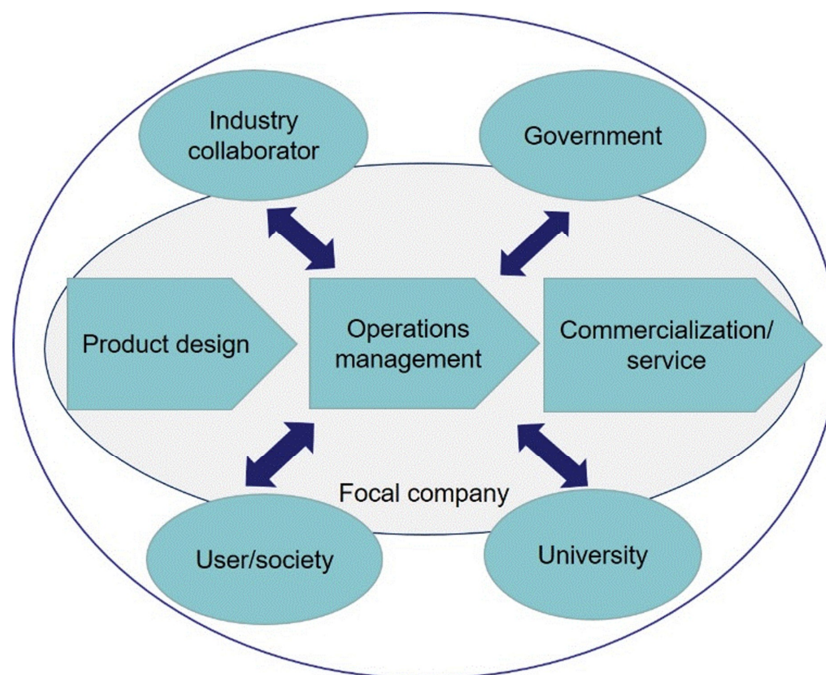 Industry
collaborator
Government
Product design
Operations
management
Commercialization/
service
Focal company
User/society
University